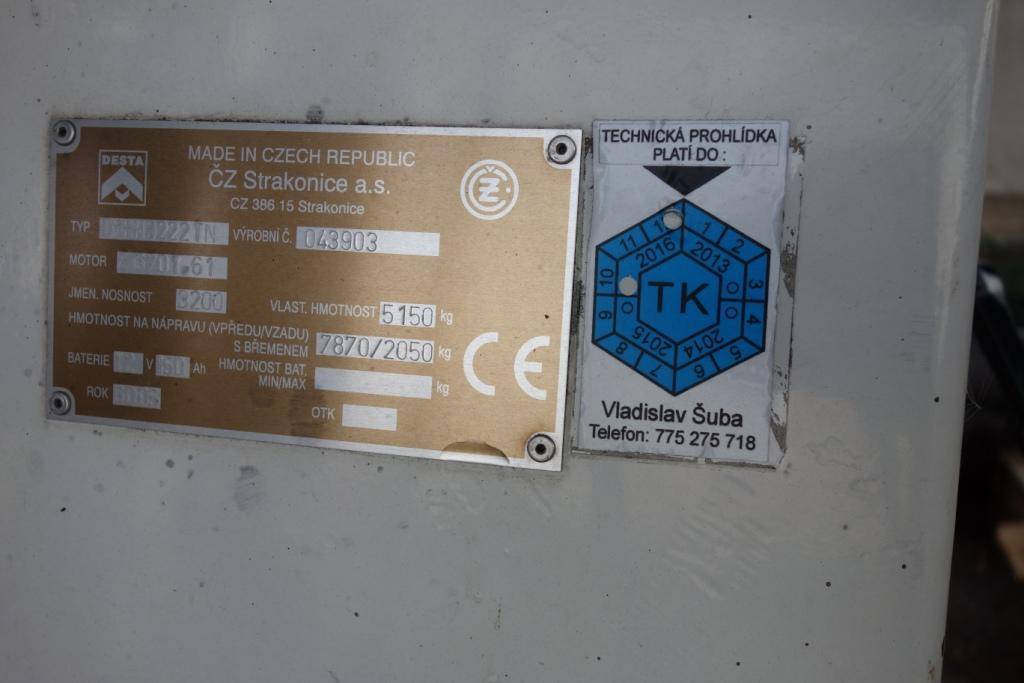 DESTA
MADE IN CZECH REPUBLIC
ČZ Strakonice a.s.
CZ 386 15 Strakonice
ČZ
TYP VÝROBNÍ Č. 043903
MOTOR
JMEN. NOSNOST 3200 VLAST. HMOTNOST 5150 kg
HMOTNOST NA NÁPRAVU (VPŘEDU/VZADU)
S BŘEMENEM 7870/2050 kg
BATERIE V Ah HMOTNOST BAT.
MIN/MAX kg
ROK OTK
CE
TECHNICKÁ PROHLÍDKA
PLATÍ DO :
1 2 3 4 5 6 7 8 9 10 11
2013 2014 2015 2016
TK
Vladislav Šuba
Telefon: 775 275 718